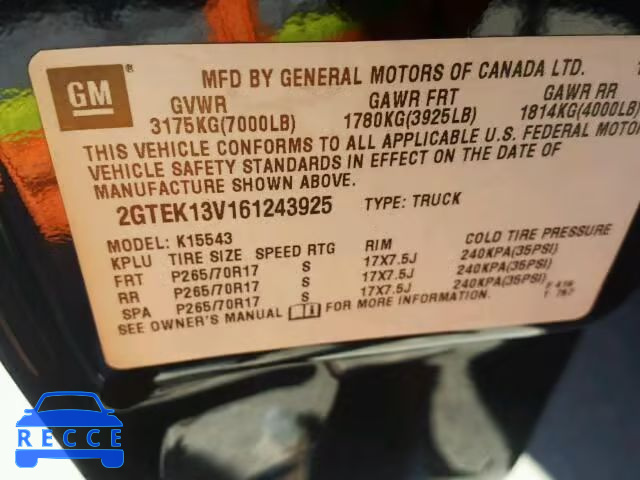 GM ®
MFD BY GENERAL MOTORS OF CANADA LTD.
GVWR GAWR FRT GAWR RR
3175KG(7000LB) 1780KG(3925LB) 1814KG(4000LB)
THIS VEHICLE CONFORMS TO ALL APPLICABLE U.S. FEDERAL MOTOR
VEHICLE SAFETY STANDARDS IN EFFECT ON THE DATE OF
MANUFACTURE SHOWN ABOVE.
2GTEK13V161243925 TYPE: TRUCK
MODEL: K15543
KPLU TIRE SIZE SPEED RTG RIM COLD TIRE PRESSURE
FRT P265/70R17 S 17X7.5J 240KPA(35PSI)
RR P265/70R17 S 17X7.5J 240KPA(35PSI)
SPA P265/70R17 S 17X7.5J 240KPA(35PSI)
SEE OWNER'S MANUAL FOR MORE INFORMATION.
RECCE